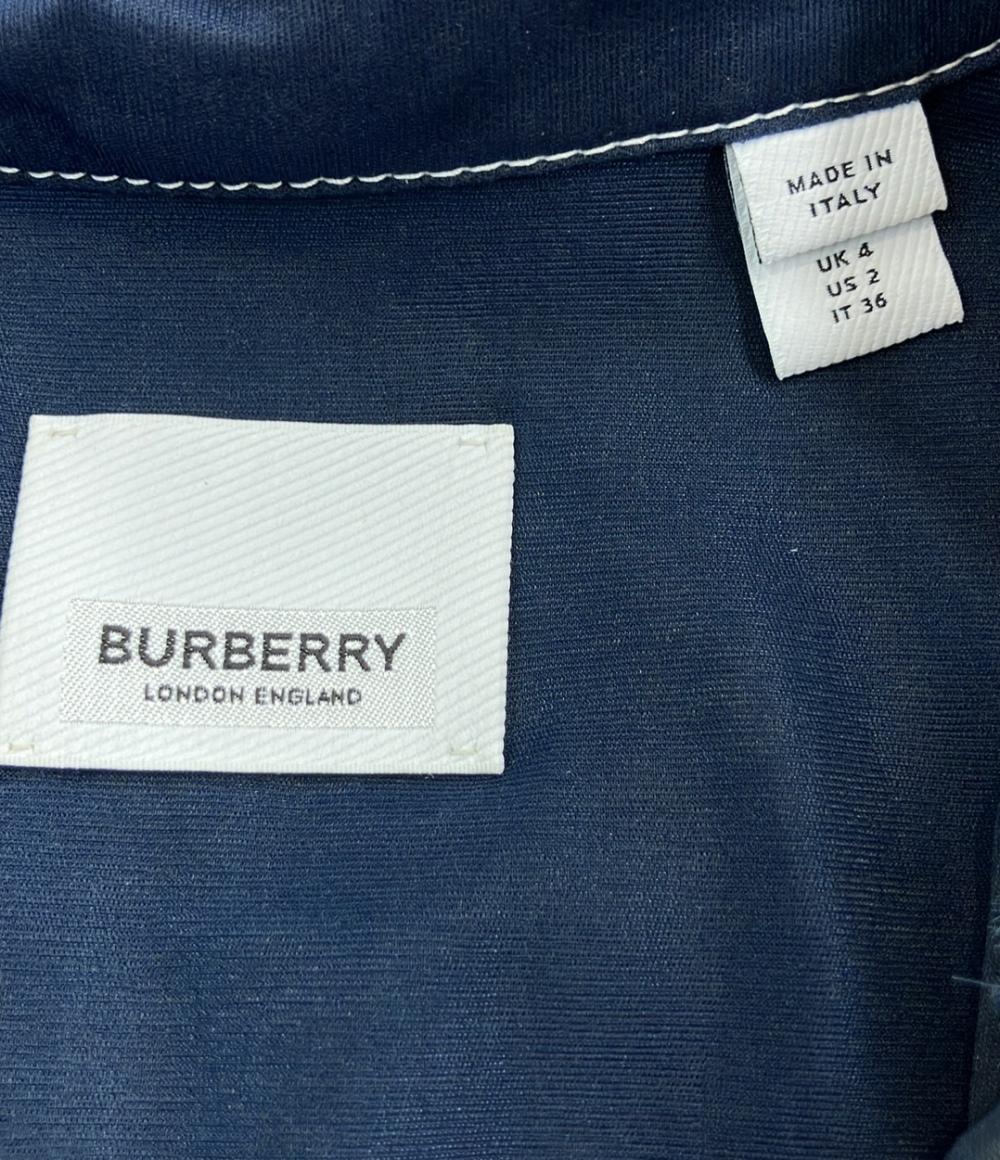 MADE IN
ITALY
UK 4
US 2
IT 36
BURBERRY
LONDON ENGLAND